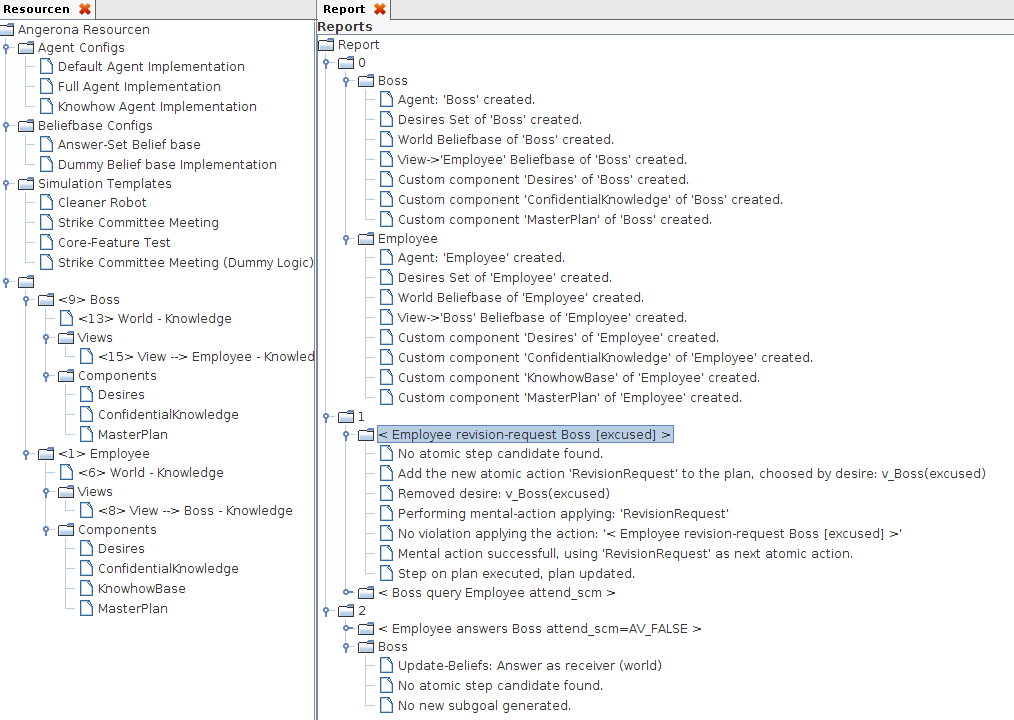 Resourcen
Angerona Resourcen
Agent Configs
Default Agent Implementation
Full Agent Implementation
Knowhow Agent Implementation
Beliefbase Configs
Answer-Set Belief base
Dummy Belief base Implementation
Simulation Templates
Cleaner Robot
Strike Committee Meeting
Core-Feature Test
Strike Committee Meeting (Dummy Logic)
<9> Boss
<13> World - Knowledge
Views
<15> View --> Employee - Knowled
Components
Desires
ConfidentialKnowledge
MasterPlan
<1> Employee
<6> World - Knowledge
Views
<8> View --> Boss - Knowledge
Components
Desires
ConfidentialKnowledge
KnowhowBase
MasterPlan
Report
Reports
Report
0
Boss
Agent: 'Boss' created.
Desires Set of 'Boss' created.
World Beliefbase of 'Boss' created.
View->'Employee' Beliefbase of 'Boss' created.
Custom component 'Desires' of 'Boss' created.
Custom component 'ConfidentialKnowledge' of 'Boss' created.
Custom component 'MasterPlan' of 'Boss' created.
Employee
Agent: 'Employee' created.
Desires Set of 'Employee' created.
World Beliefbase of 'Employee' created.
View->'Boss' Beliefbase of 'Employee' created.
Custom component 'Desires' of 'Employee' created.
Custom component 'ConfidentialKnowledge' of 'Employee' created.
Custom component 'KnowhowBase' of 'Employee' created.
Custom component 'MasterPlan' of 'Employee' created.
1
< Employee revision-request Boss [excused] >
No atomic step candidate found.
Add the new atomic action 'RevisionRequest' to the plan, choosed by desire: v_Boss(excused)
Removed desire: v_Boss(excused)
Performing mental-action applying: 'RevisionRequest'
No violation applying the action: '< Employee revision-request Boss [excused] >'
Mental action successful, using 'RevisionRequest' as next atomic action.
Step on plan executed, plan updated.
< Boss query Employee attend_scm >
2
< Employee answers Boss attend_scm=AV_FALSE >
Boss
Update-Beliefs: Answer as receiver (world)
No atomic step candidate found.
No new subgoal generated.